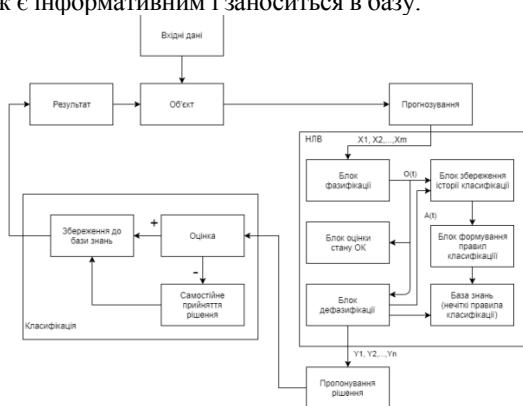 ж є інформативним і заноситься в базу.
Вхідні дані
Результат
Об'єкт
Прогнозування
НЛВ
X1, X2,...,Xm
Блок
фазифікації
O(t)
Блок збереження
історії класифікації
A(t)
Блок оцінки
стану ОК
Блок формування
правил
класифікаціії
Блок
дефазифікації
База знань
(нечіткі правила
класифікації)
Y1, Y2,...,Yn
Пропонування
рішення
Збереження до
бази знань
+
Оцінка
-
Самостійне
прийняття
рішення
Класифікація